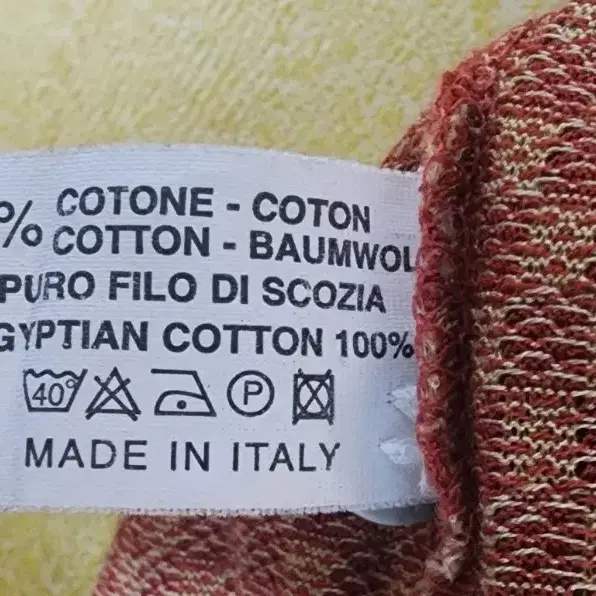 % COTONE - COTON
COTTON - BAUMWOL
PURO FILO DI SCOZIA
GYPTIAN COTTON 100%
40° P
MADE IN ITALY